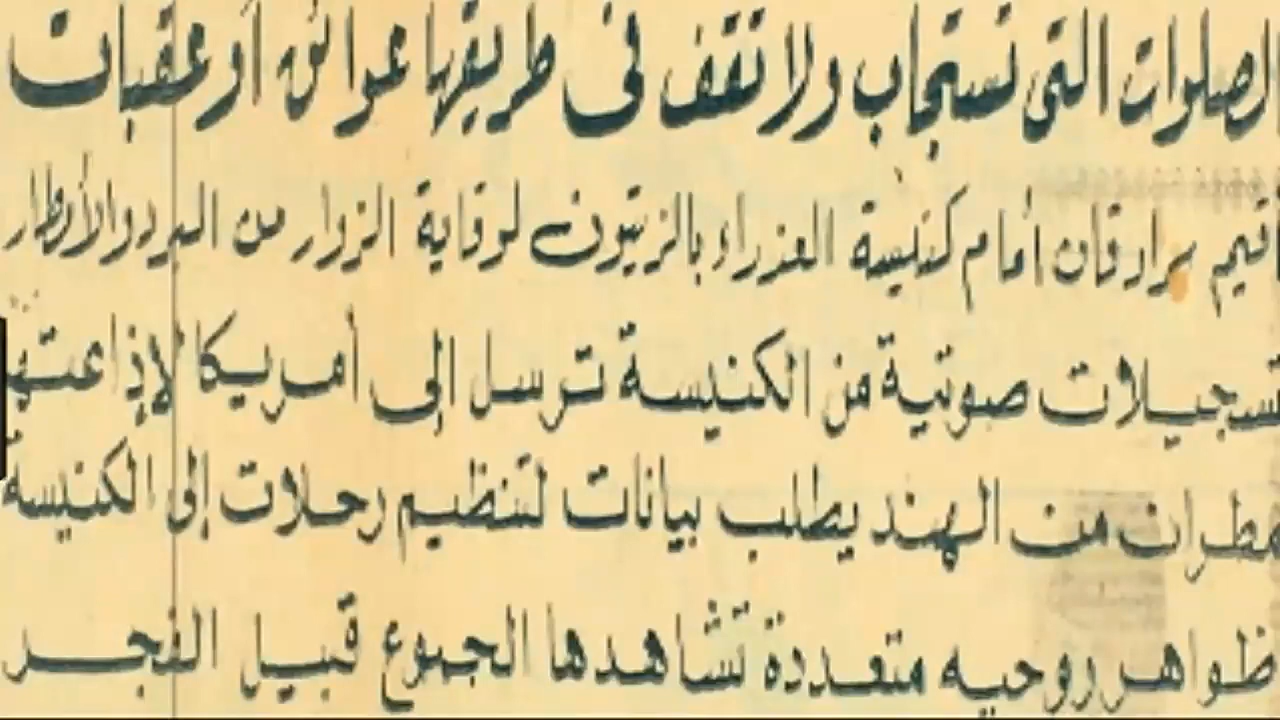 الصلوات التى تستجاب ولا تقف فى طريقها عوائق أو عقبات
اقيم سرادقان أمام كنيسة العذراء بالزيتون لوقاية الزوار من البرد والأمطار
تسجيلات صوتية من الكنيسة ترسل إلى أمريكا لإذاعتها
مطران من الهند يطلب بيانات لتنظيم رحلات إلى الكنيسة
ظواهر روحيه متعددة تشاهدها الجموع قبيل الفجر